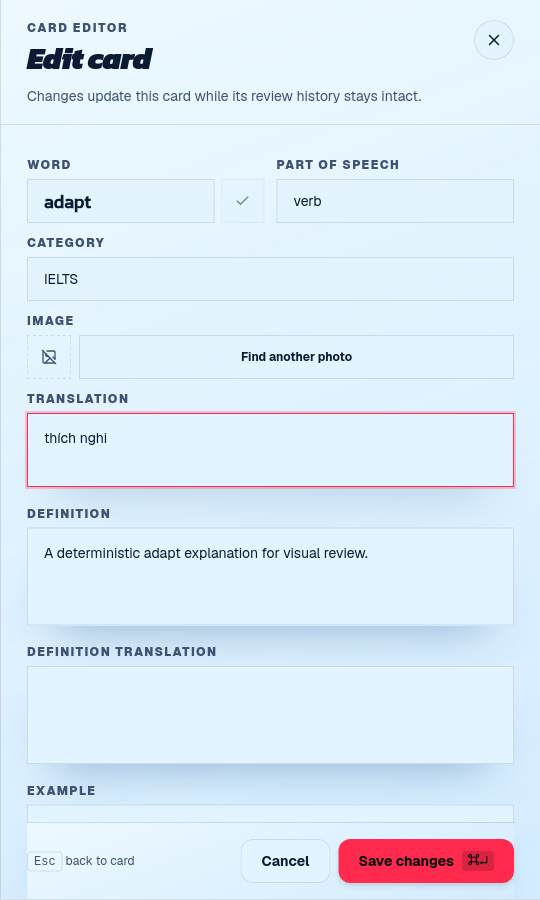 CARD EDITOR
Edit card
Changes update this card while its review history stays intact.
WORD
PART OF SPEECH
adapt
verb
CATEGORY
IELTS
IMAGE
Find another photo
TRANSLATION
thích nghi
DEFINITION
A deterministic adapt explanation for visual review.
DEFINITION TRANSLATION
EXAMPLE
Esc back to card
Cancel
Save changes ⌘↵